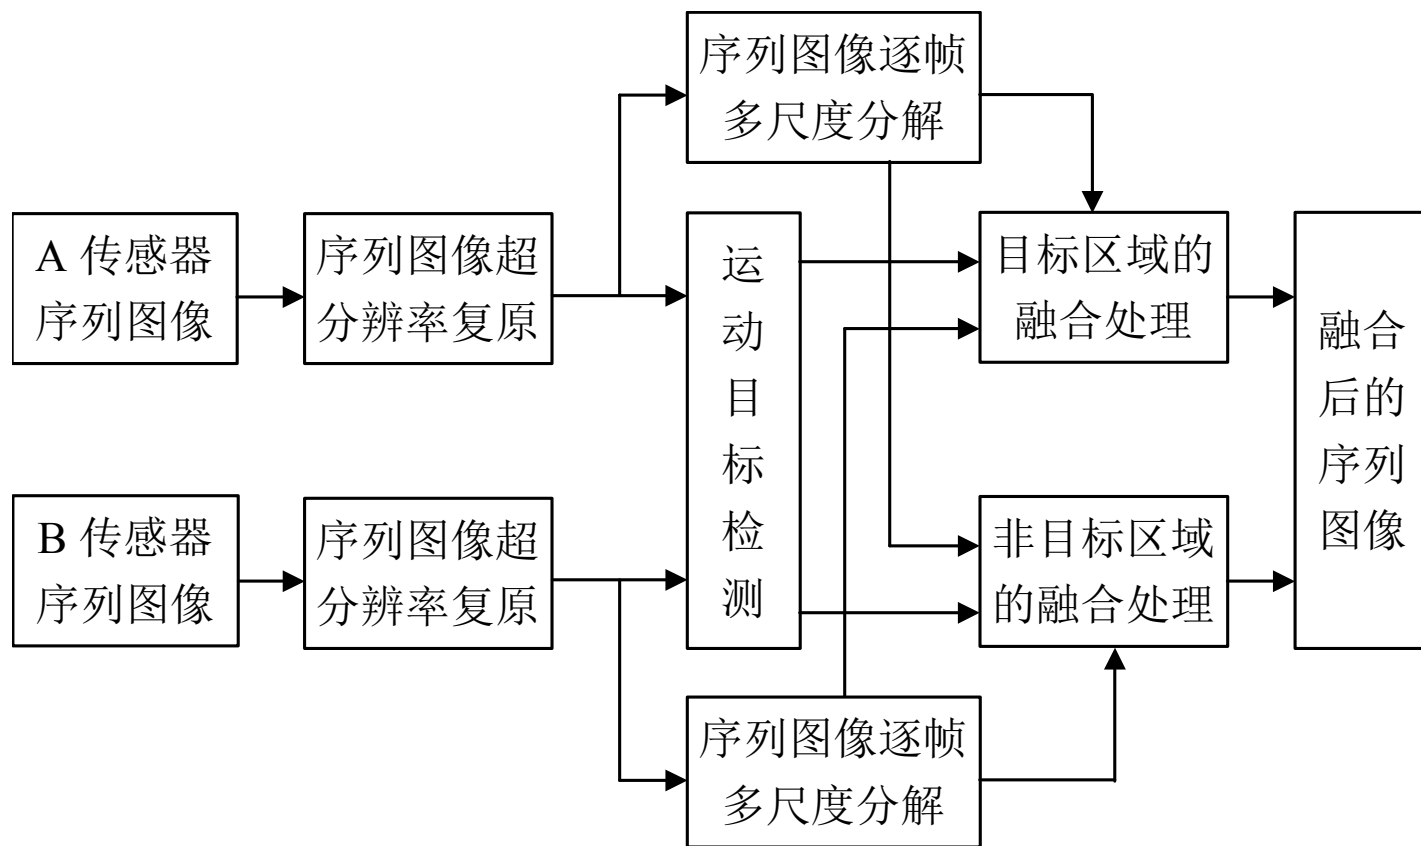 序列图像逐帧
多尺度分解
A 传感器
序列图像
序列图像超
分辨率复原
运
动
目
标
检
测
目标区域的
融合处理
融合
后的
序列
图像
B 传感器
序列图像
序列图像超
分辨率复原
非目标区域
的融合处理
序列图像逐帧
多尺度分解